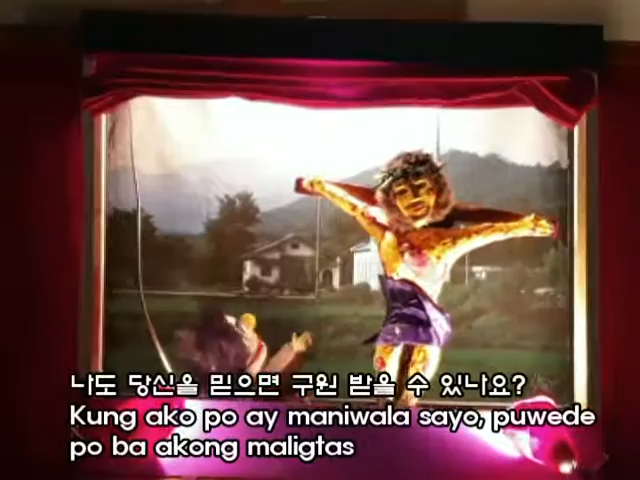 나도 당신을 믿으면 구원 받을 수 있나요?
Kung ako po ay maniwala sayo, puwede
po ba akong maligtas